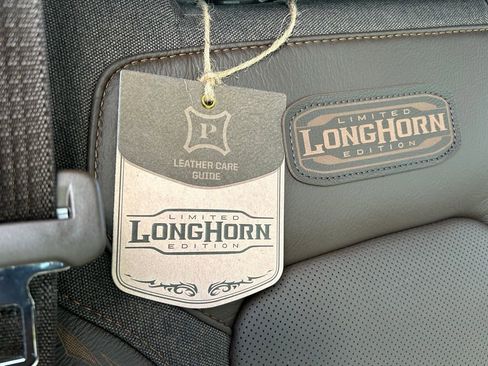 P
LEATHER CARE
GUIDE
LIMITED
LONGHORN
EDITION
LIMITED
LONGHORN
EDITION